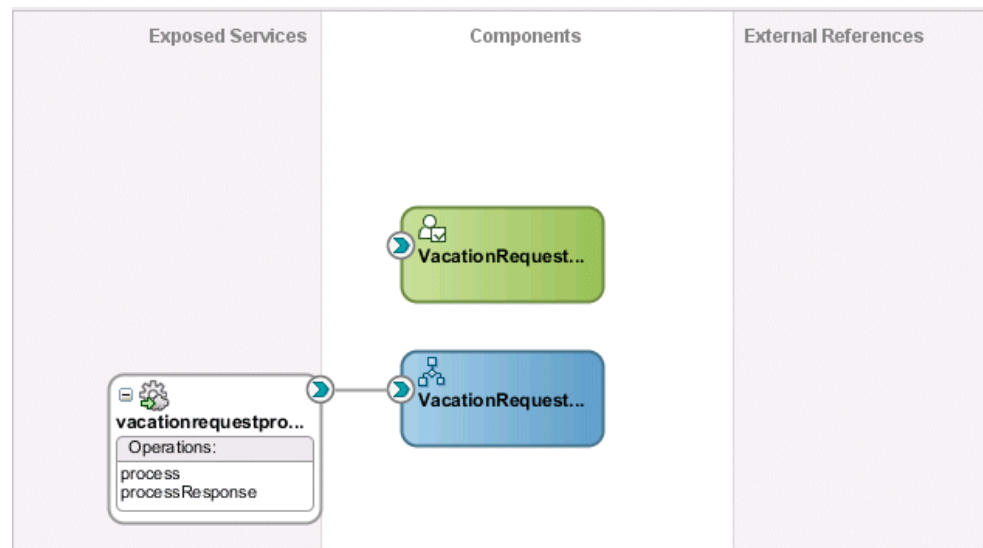 Exposed Services
Components
External References
VacationRequest...
VacationRequest...
vacationrequestpro...
Operations:
process
processResponse